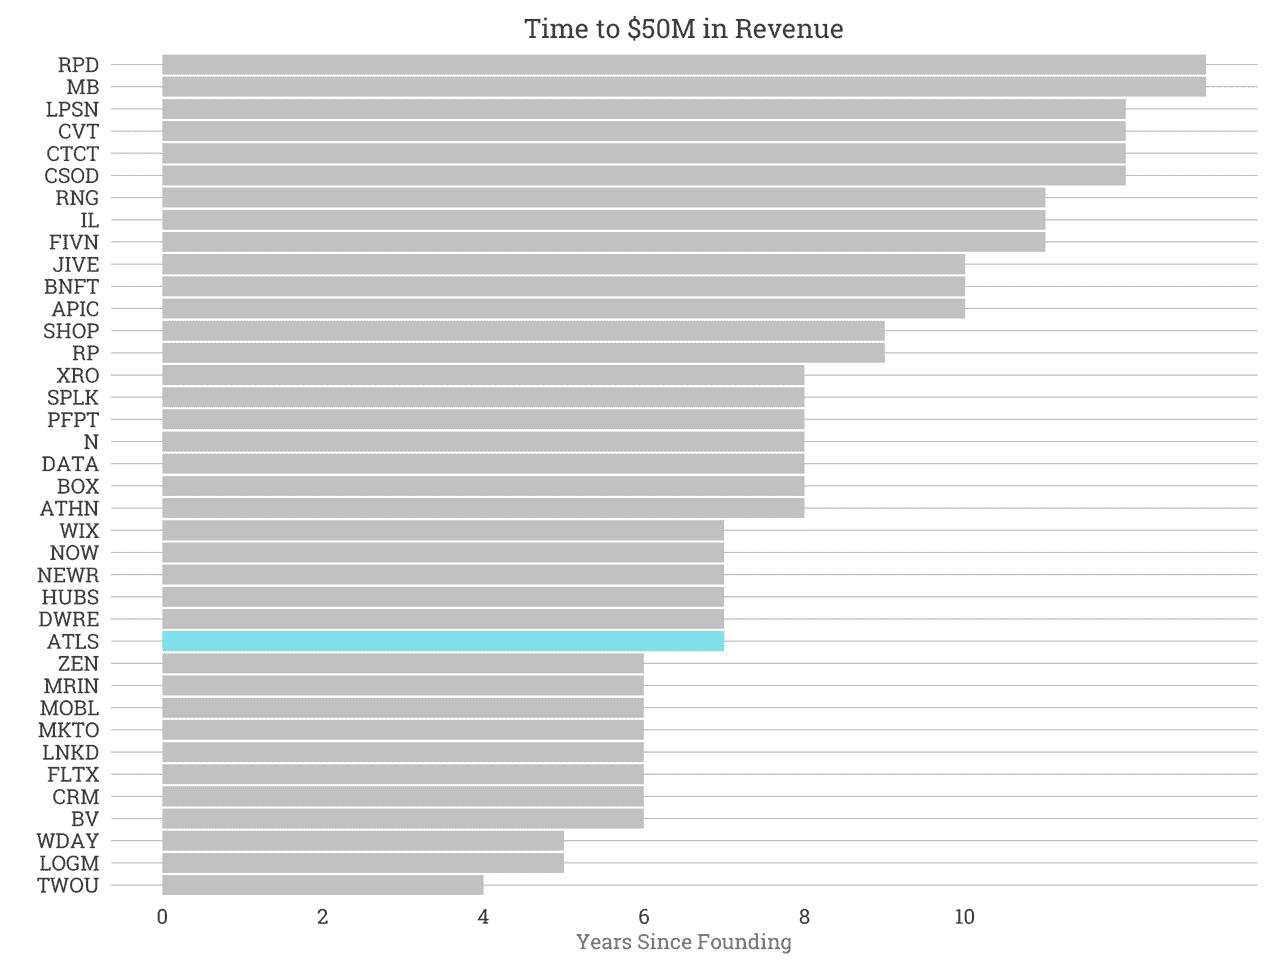 Time to $50M in Revenue
RPD
MB
LPSN
CVT
CTCT
CSOD
RNG
IL
FIVN
JIVE
BNFT
APIC
SHOP
RP
XRO
SPLK
PFPT
N
DATA
BOX
ATHN
WIX
NOW
NEWR
HUBS
DWRE
ATLS
ZEN
MRIN
MOBL
MKTO
LNKD
FLTX
CRM
BV
WDAY
LOGM
TWOU
0 2 4 6 8 10
Years Since Founding